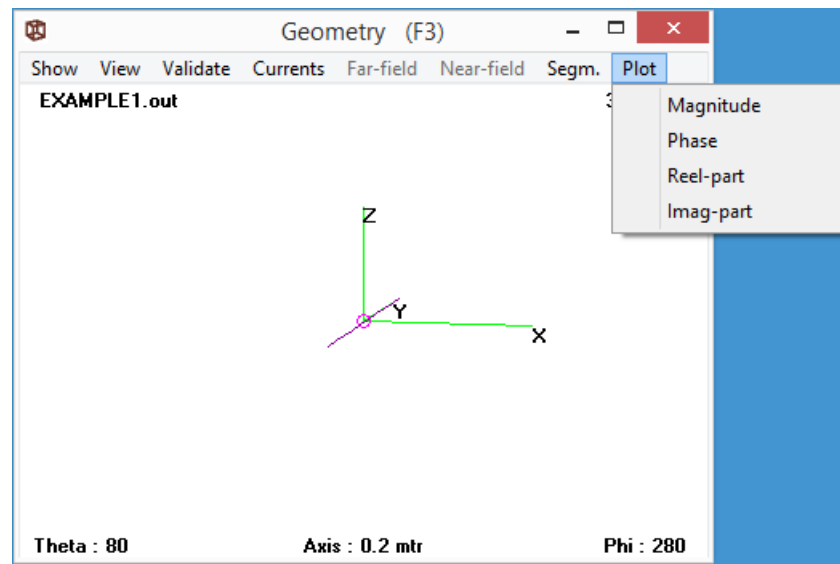 Geometry (F3)
Show View Validate Currents Far-field Near-field Segm. Plot
EXAMPLE1.out
Magnitude
Phase
Reel-part
Imag-part
Z
Y
X
Theta : 80 Axis : 0.2 mtr Phi : 280